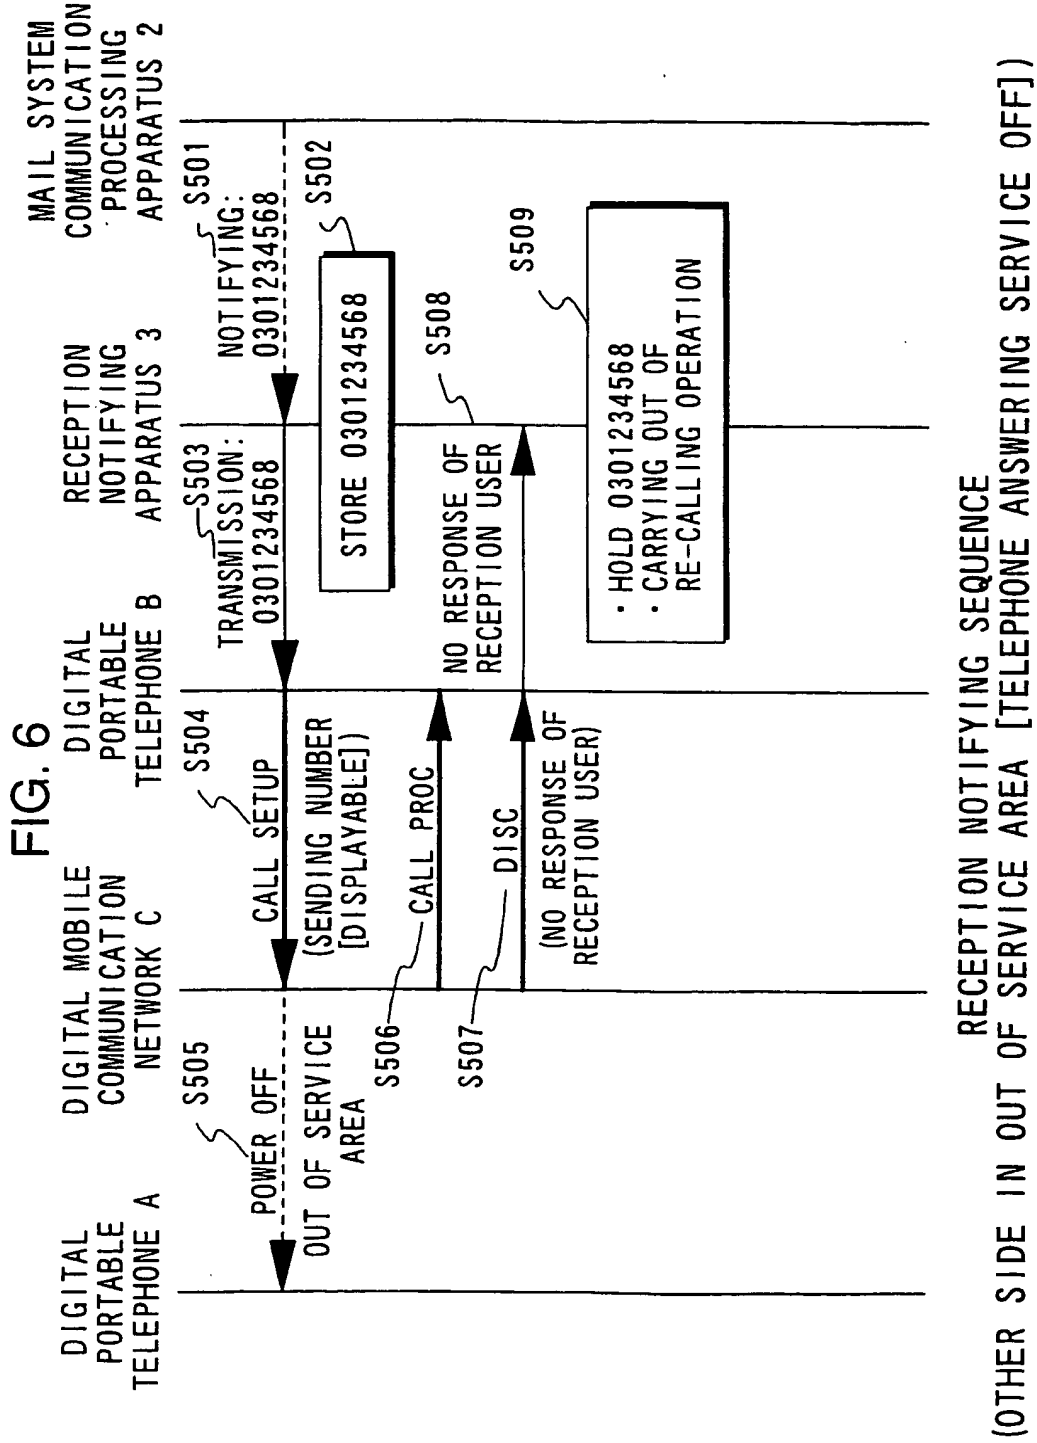 FIG. 6
DIGITAL
PORTABLE
TELEPHONE A
DIGITAL MOBILE
COMMUNICATION
NETWORK C
DIGITAL
PORTABLE
TELEPHONE B
RECEPTION
NOTIFYING
APPARATUS 3
MAIL SYSTEM
COMMUNICATION
PROCESSING
APPARATUS 2
S505
POWER OFF
OUT OF SERVICE
AREA
S504
CALL SETUP
(SENDING NUMBER
[DISPLAYABLE])
S503
TRANSMISSION:
0301234568
S501
NOTIFYING:
0301234568
S502
STORE 0301234568
S506
CALL PROC
S507
DISC
(NO RESPONSE OF
RECEPTION USER)
NO RESPONSE OF
RECEPTION USER
S508
S509
・HOLD 0301234568
・CARRYING OUT OF
RE-CALLING OPERATION
RECEPTION NOTIFYING SEQUENCE
(OTHER SIDE IN OUT OF SERVICE AREA [TELEPHONE ANSWERING SERVICE OFF])